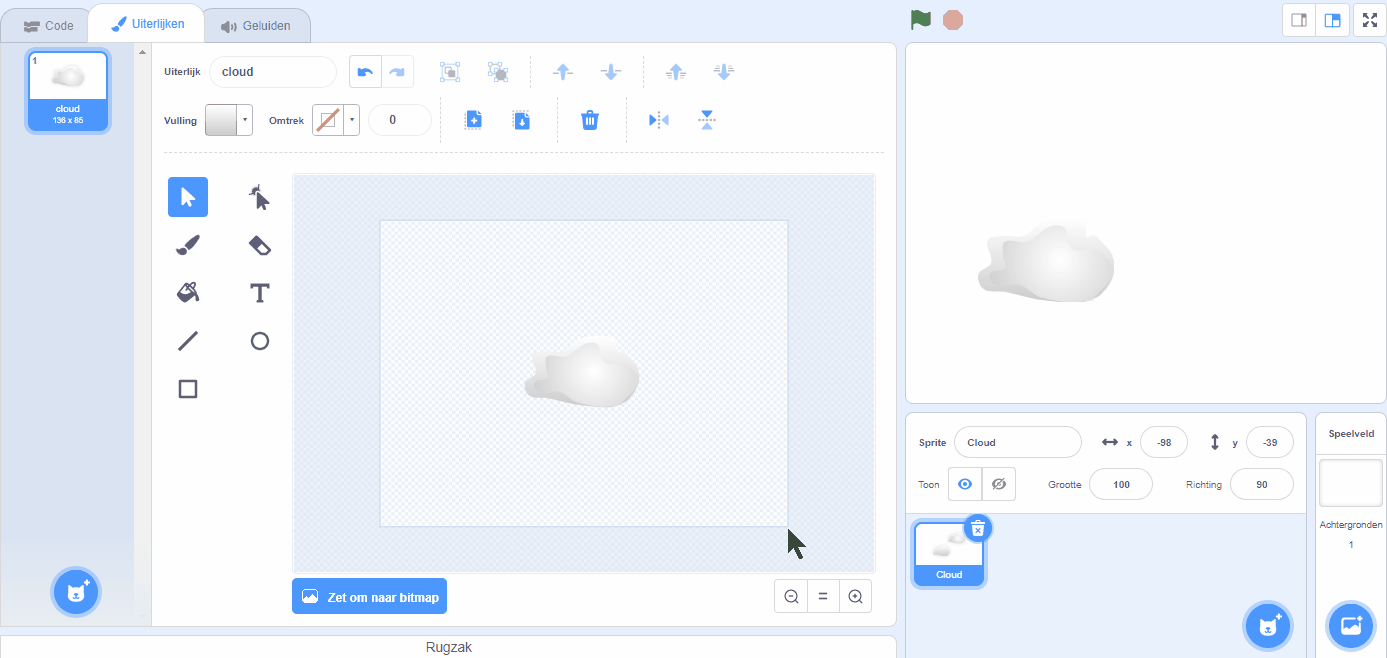 Code
Uiterlijken
Geluiden
1
cloud
136 x 85
Uiterlijk
cloud
Vulling
Omtrek
0
T
Zet om naar bitmap
Rugzak
Sprite
Cloud
x
-98
y
-39
Toon
Grootte
100
Richting
90
Cloud
Speelveld
Achtergronden
1